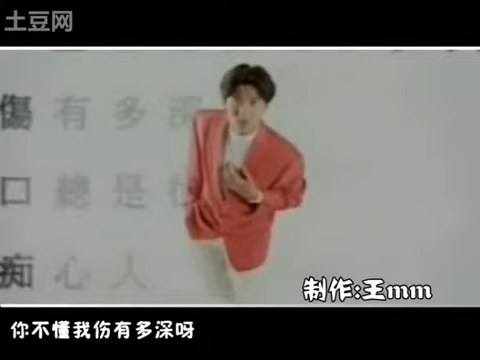 土豆网
傷有多深
口總是
痴心人
制作:王mm
你不懂我伤有多深呀